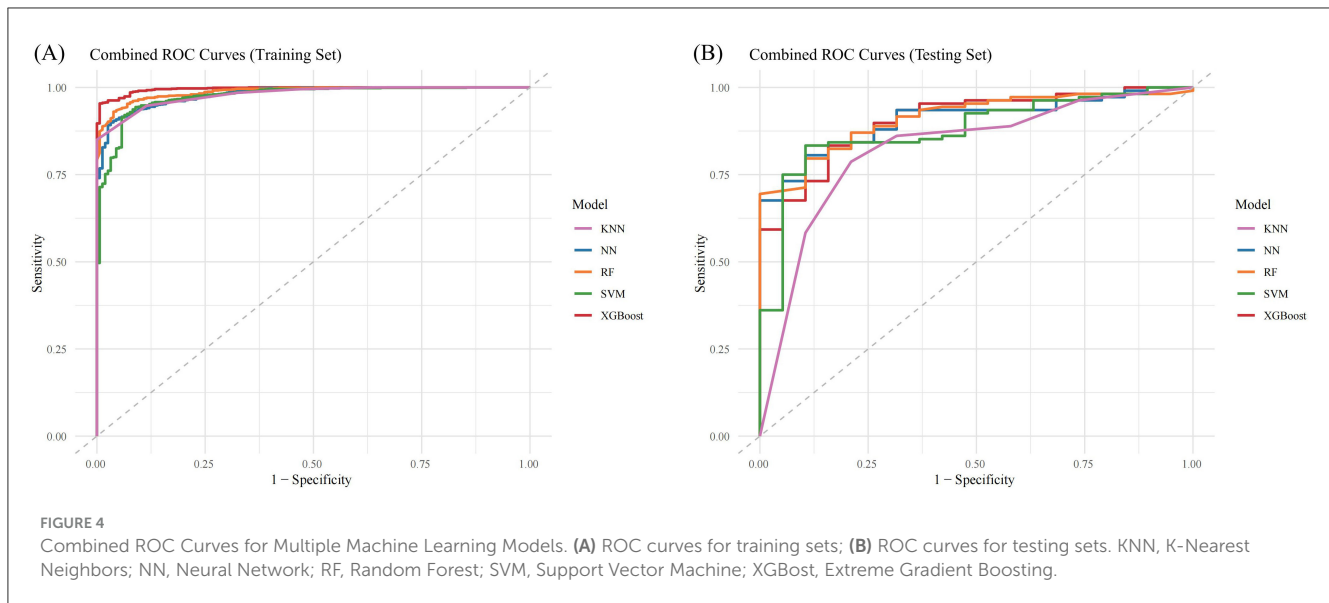 (A) Combined ROC Curves (Training Set)
1.00
0.75
0.50
0.25
0.00
Sensitivity
0.00 0.25 0.50 0.75 1.00
1 − Specificity
Model
KNN
NN
RF
SVM
XGBoost
(B) Combined ROC Curves (Testing Set)
1.00
0.75
0.50
0.25
0.00
Sensitivity
0.00 0.25 0.50 0.75 1.00
1 − Specificity
Model
KNN
NN
RF
SVM
XGBoost
FIGURE 4
Combined ROC Curves for Multiple Machine Learning Models. (A) ROC curves for training sets; (B) ROC curves for testing sets. KNN, K-Nearest
Neighbors; NN, Neural Network; RF, Random Forest; SVM, Support Vector Machine; XGBost, Extreme Gradient Boosting.